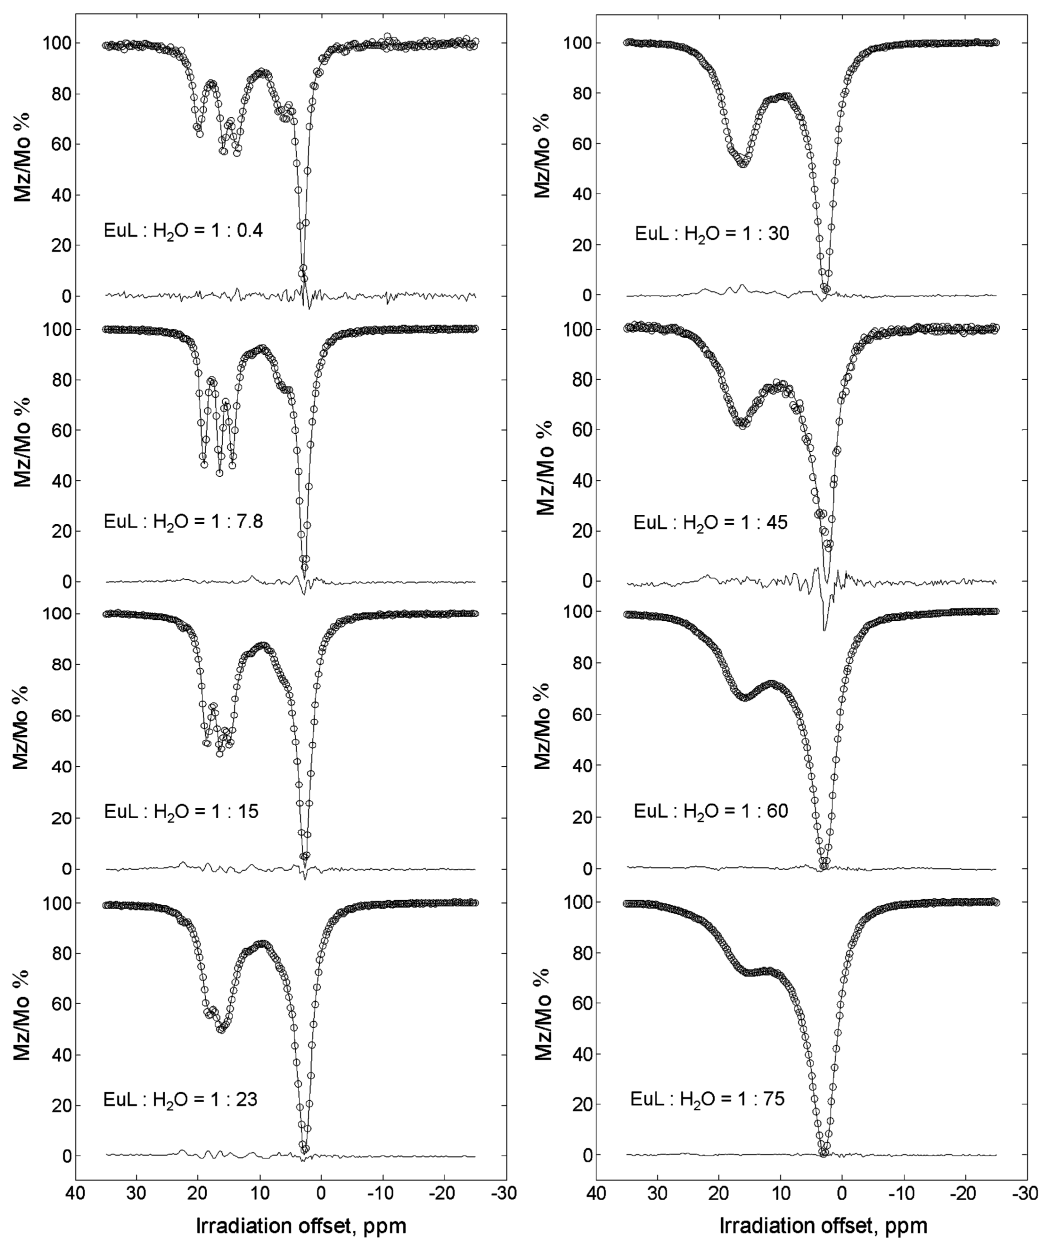 100
80
60
40
20
0
Mz/Mo %
EuL : H₂O = 1 : 0.4
100
80
60
40
20
0
Mz/Mo %
EuL : H₂O = 1 : 7.8
100
80
60
40
20
0
Mz/Mo %
EuL : H₂O = 1 : 15
100
80
60
40
20
0
Mz/Mo %
EuL : H₂O = 1 : 23
40 30 20 10 0 -10 -20 -30
Irradiation offset, ppm
100
80
60
40
20
0
Mz/Mo %
EuL : H₂O = 1 : 30
100
80
60
40
20
0
Mz/Mo %
EuL : H₂O = 1 : 45
100
80
60
40
20
0
Mz/Mo %
EuL : H₂O = 1 : 60
100
80
60
40
20
0
Mz/Mo %
EuL : H₂O = 1 : 75
40 30 20 10 0 -10 -20 -30
Irradiation offset, ppm